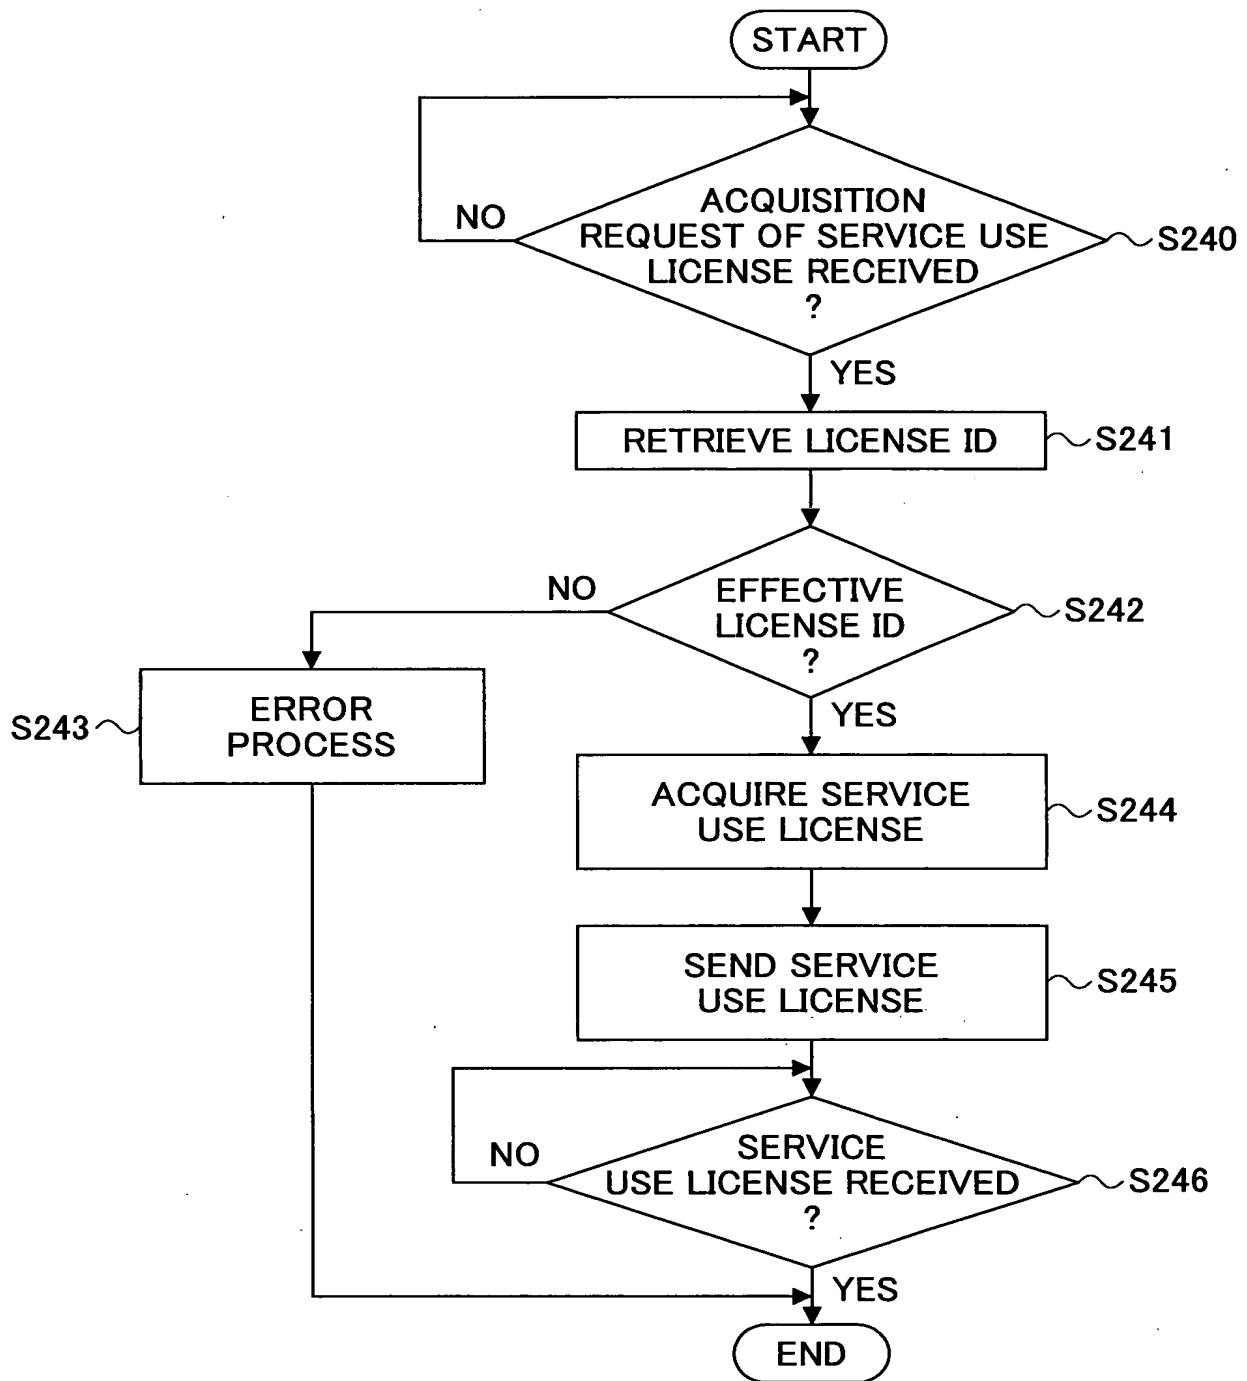 START
ACQUISITION
REQUEST OF SERVICE USE
LICENSE RECEIVED
?
NO
S240
YES
RETRIEVE LICENSE ID
S241
NO
EFFECTIVE
LICENSE ID
?
S242
S243
ERROR
PROCESS
YES
ACQUIRE SERVICE
USE LICENSE
S244
SEND SERVICE
USE LICENSE
S245
NO
SERVICE
USE LICENSE RECEIVED
?
S246
YES
END